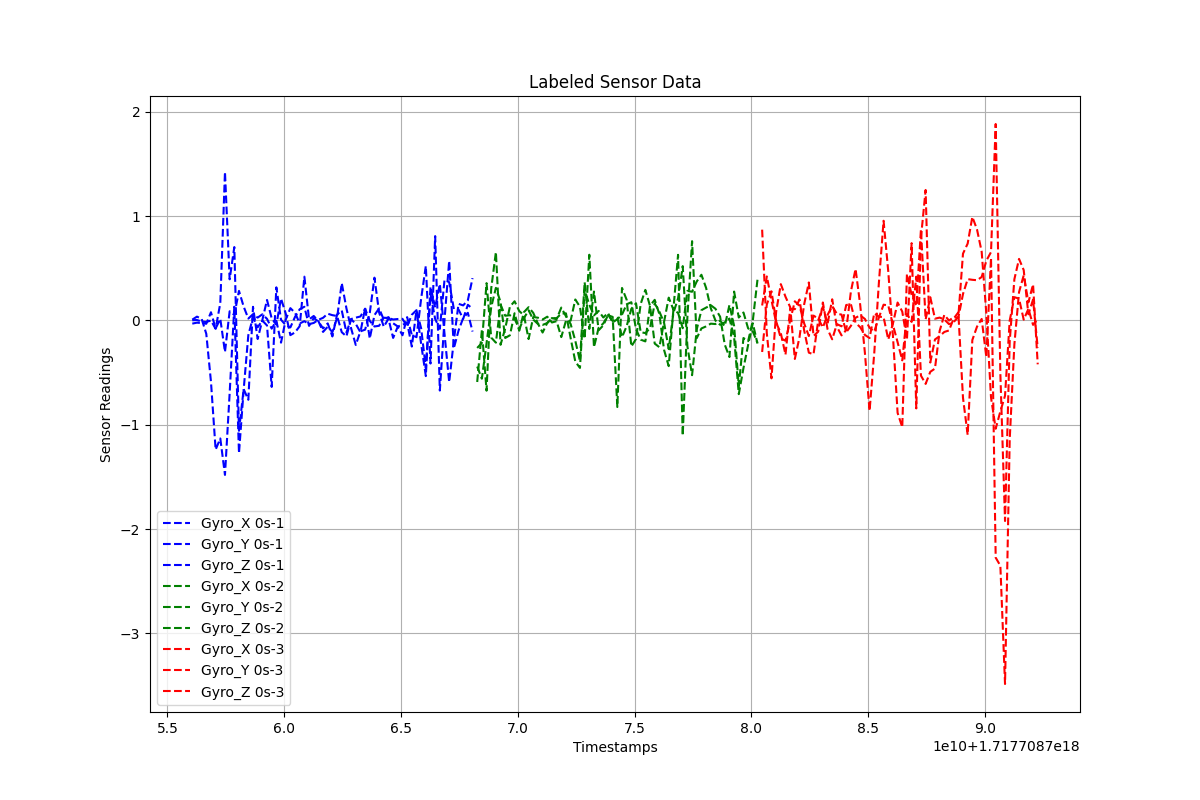 Labeled Sensor Data
Sensor Readings
2
1
0
−1
−2
−3
Gyro_X 0s-1
Gyro_Y 0s-1
Gyro_Z 0s-1
Gyro_X 0s-2
Gyro_Y 0s-2
Gyro_Z 0s-2
Gyro_X 0s-3
Gyro_Y 0s-3
Gyro_Z 0s-3
5.5 6.0 6.5 7.0 7.5 8.0 8.5 9.0
Timestamps
1e10+1.7177087e18